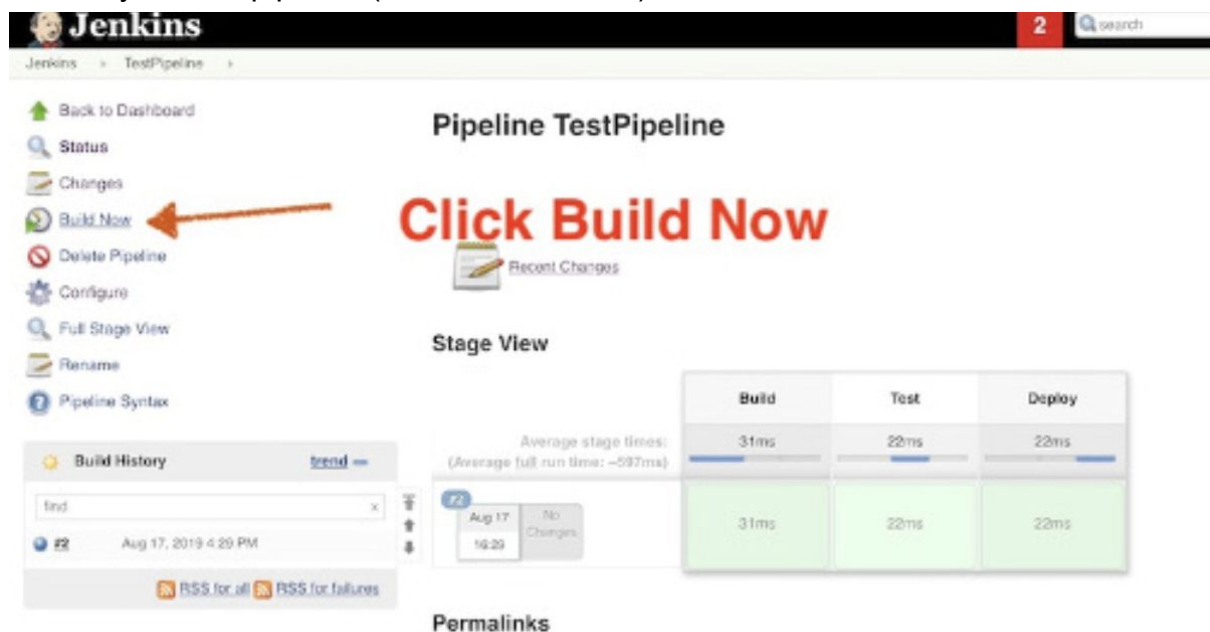 Jenkins
2
search
Jenkins › TestPipeline ›
Back to Dashboard
Status
Changes
Build Now
Delete Pipeline
Configure
Full Stage View
Rename
Pipeline Syntax
Build History trend
find x
#2 Aug 17, 2019 4:29 PM
RSS for all RSS for failures
Pipeline TestPipeline
Click Build Now
Recent Changes
Stage View
Build Test Deploy
Average stage times: 31ms 22ms 22ms
(Average full run time: ~597ms)
#2
Aug 17 No
16:29 Changes
31ms 22ms 22ms
Permalinks